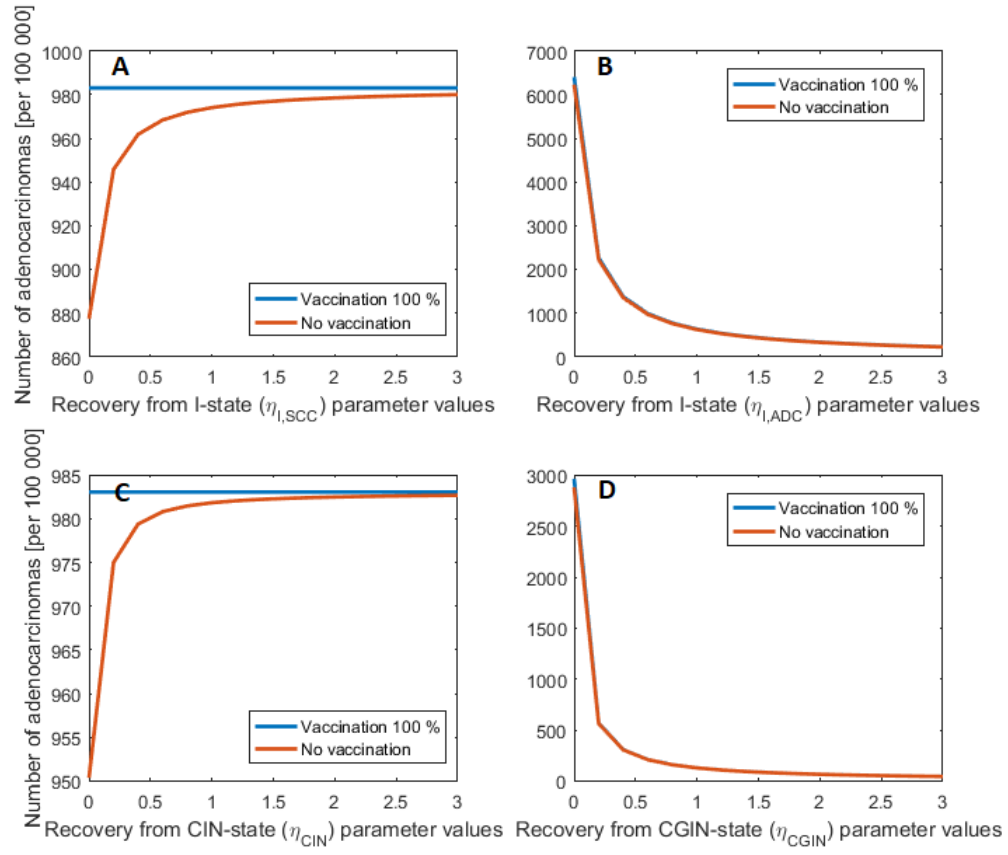 Number of adenocarcinomas [per 100 000]
1000
980
960
940
920
900
880
860
A
Vaccination 100 %
No vaccination
0 0.5 1 1.5 2 2.5 3
Recovery from I-state (η_I,SCC) parameter values
7000
6000
5000
4000
3000
2000
1000
0
B
Vaccination 100 %
No vaccination
0 0.5 1 1.5 2 2.5 3
Recovery from I-state (η_I,ADC) parameter values
Number of adenocarcinomas [per 100 000]
985
980
975
970
965
960
955
950
C
Vaccination 100 %
No vaccination
0 0.5 1 1.5 2 2.5 3
Recovery from CIN-state (η_CIN) parameter values
3000
2500
2000
1500
1000
500
0
D
Vaccination 100 %
No vaccination
0 0.5 1 1.5 2 2.5 3
Recovery from CGIN-state (η_CGIN) parameter values